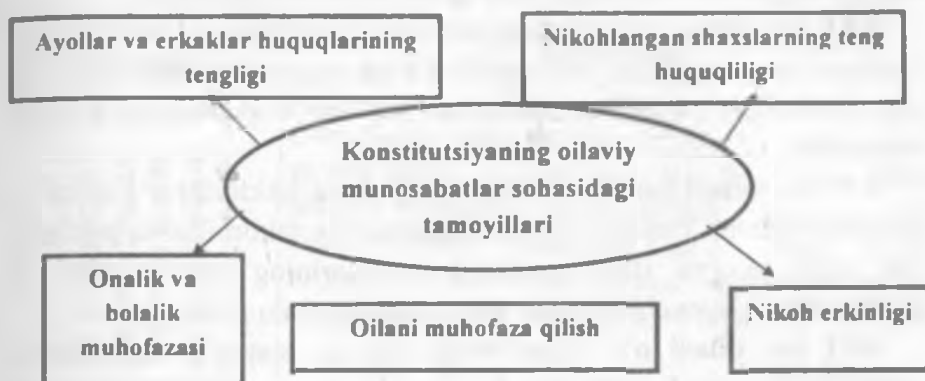 Ayollar va erkaklar huquqlarining
tengligi
Nikohlangan shaxslarning teng
huquqliligi
Konstitutsiyaning oilaviy
munosabatlar sohasidagi
tamoyillari
Onalik va
bolalik
muhofazasi
Oilani muhofaza qilish
Nikoh erkinligi